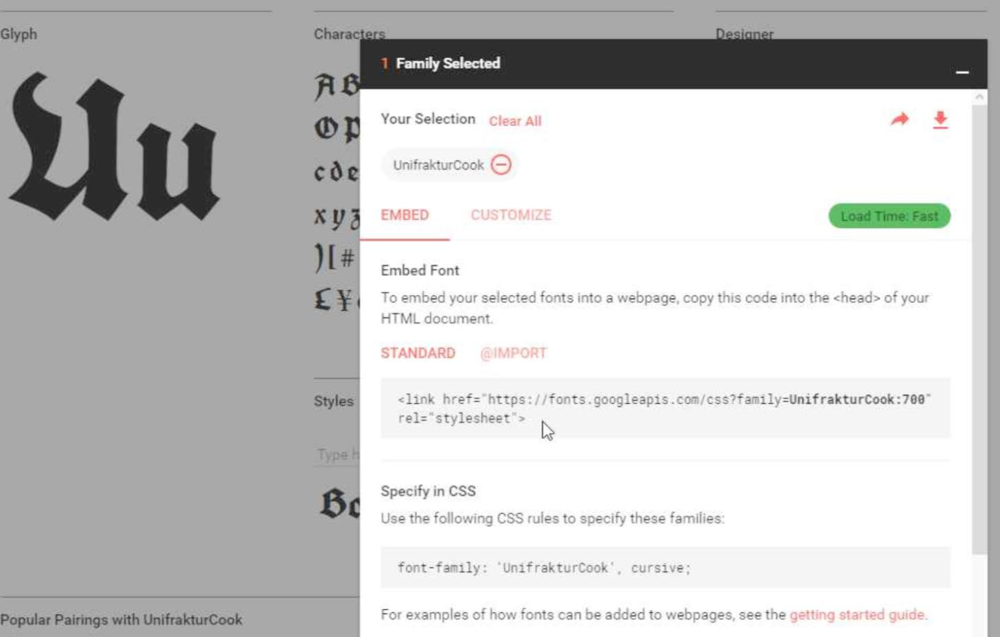 Glyph
Characters
Designer
Uu
A B
O P
c d e
x y z
) [ #
£ ¥
Styles
Type h
Bo
Popular Pairings with UnifrakturCook
1 Family Selected
Your Selection Clear All
UnifrakturCook
EMBED CUSTOMIZE Load Time: Fast
Embed Font
To embed your selected fonts into a webpage, copy this code into the <head> of your
HTML document.
STANDARD @IMPORT
<link href="https://fonts.googleapis.com/css?family=UnifrakturCook:700"
rel="stylesheet">
Specify in CSS
Use the following CSS rules to specify these families:
font-family: 'UnifrakturCook', cursive;
For examples of how fonts can be added to webpages, see the getting started guide.